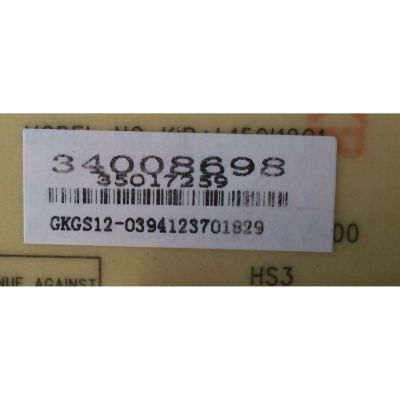 34008698
35017259
GKGS12-0394123701829
00
HS3
NUE AGAINST